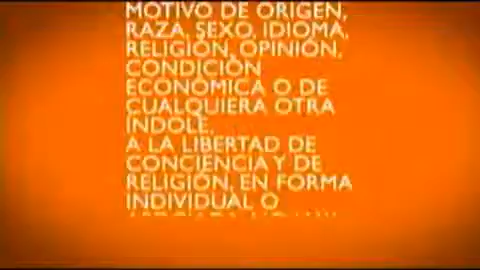 MOTIVO DE ORIGEN,
RAZA, SEXO, IDIOMA,
RELIGIÓN, OPINIÓN,
CONDICIÓN
ECONÓMICA O DE
CUALQUIERA OTRA
ÍNDOLE.
A LA LIBERTAD DE
CONCIENCIA Y DE
RELIGIÓN, EN FORMA
INDIVIDUAL O